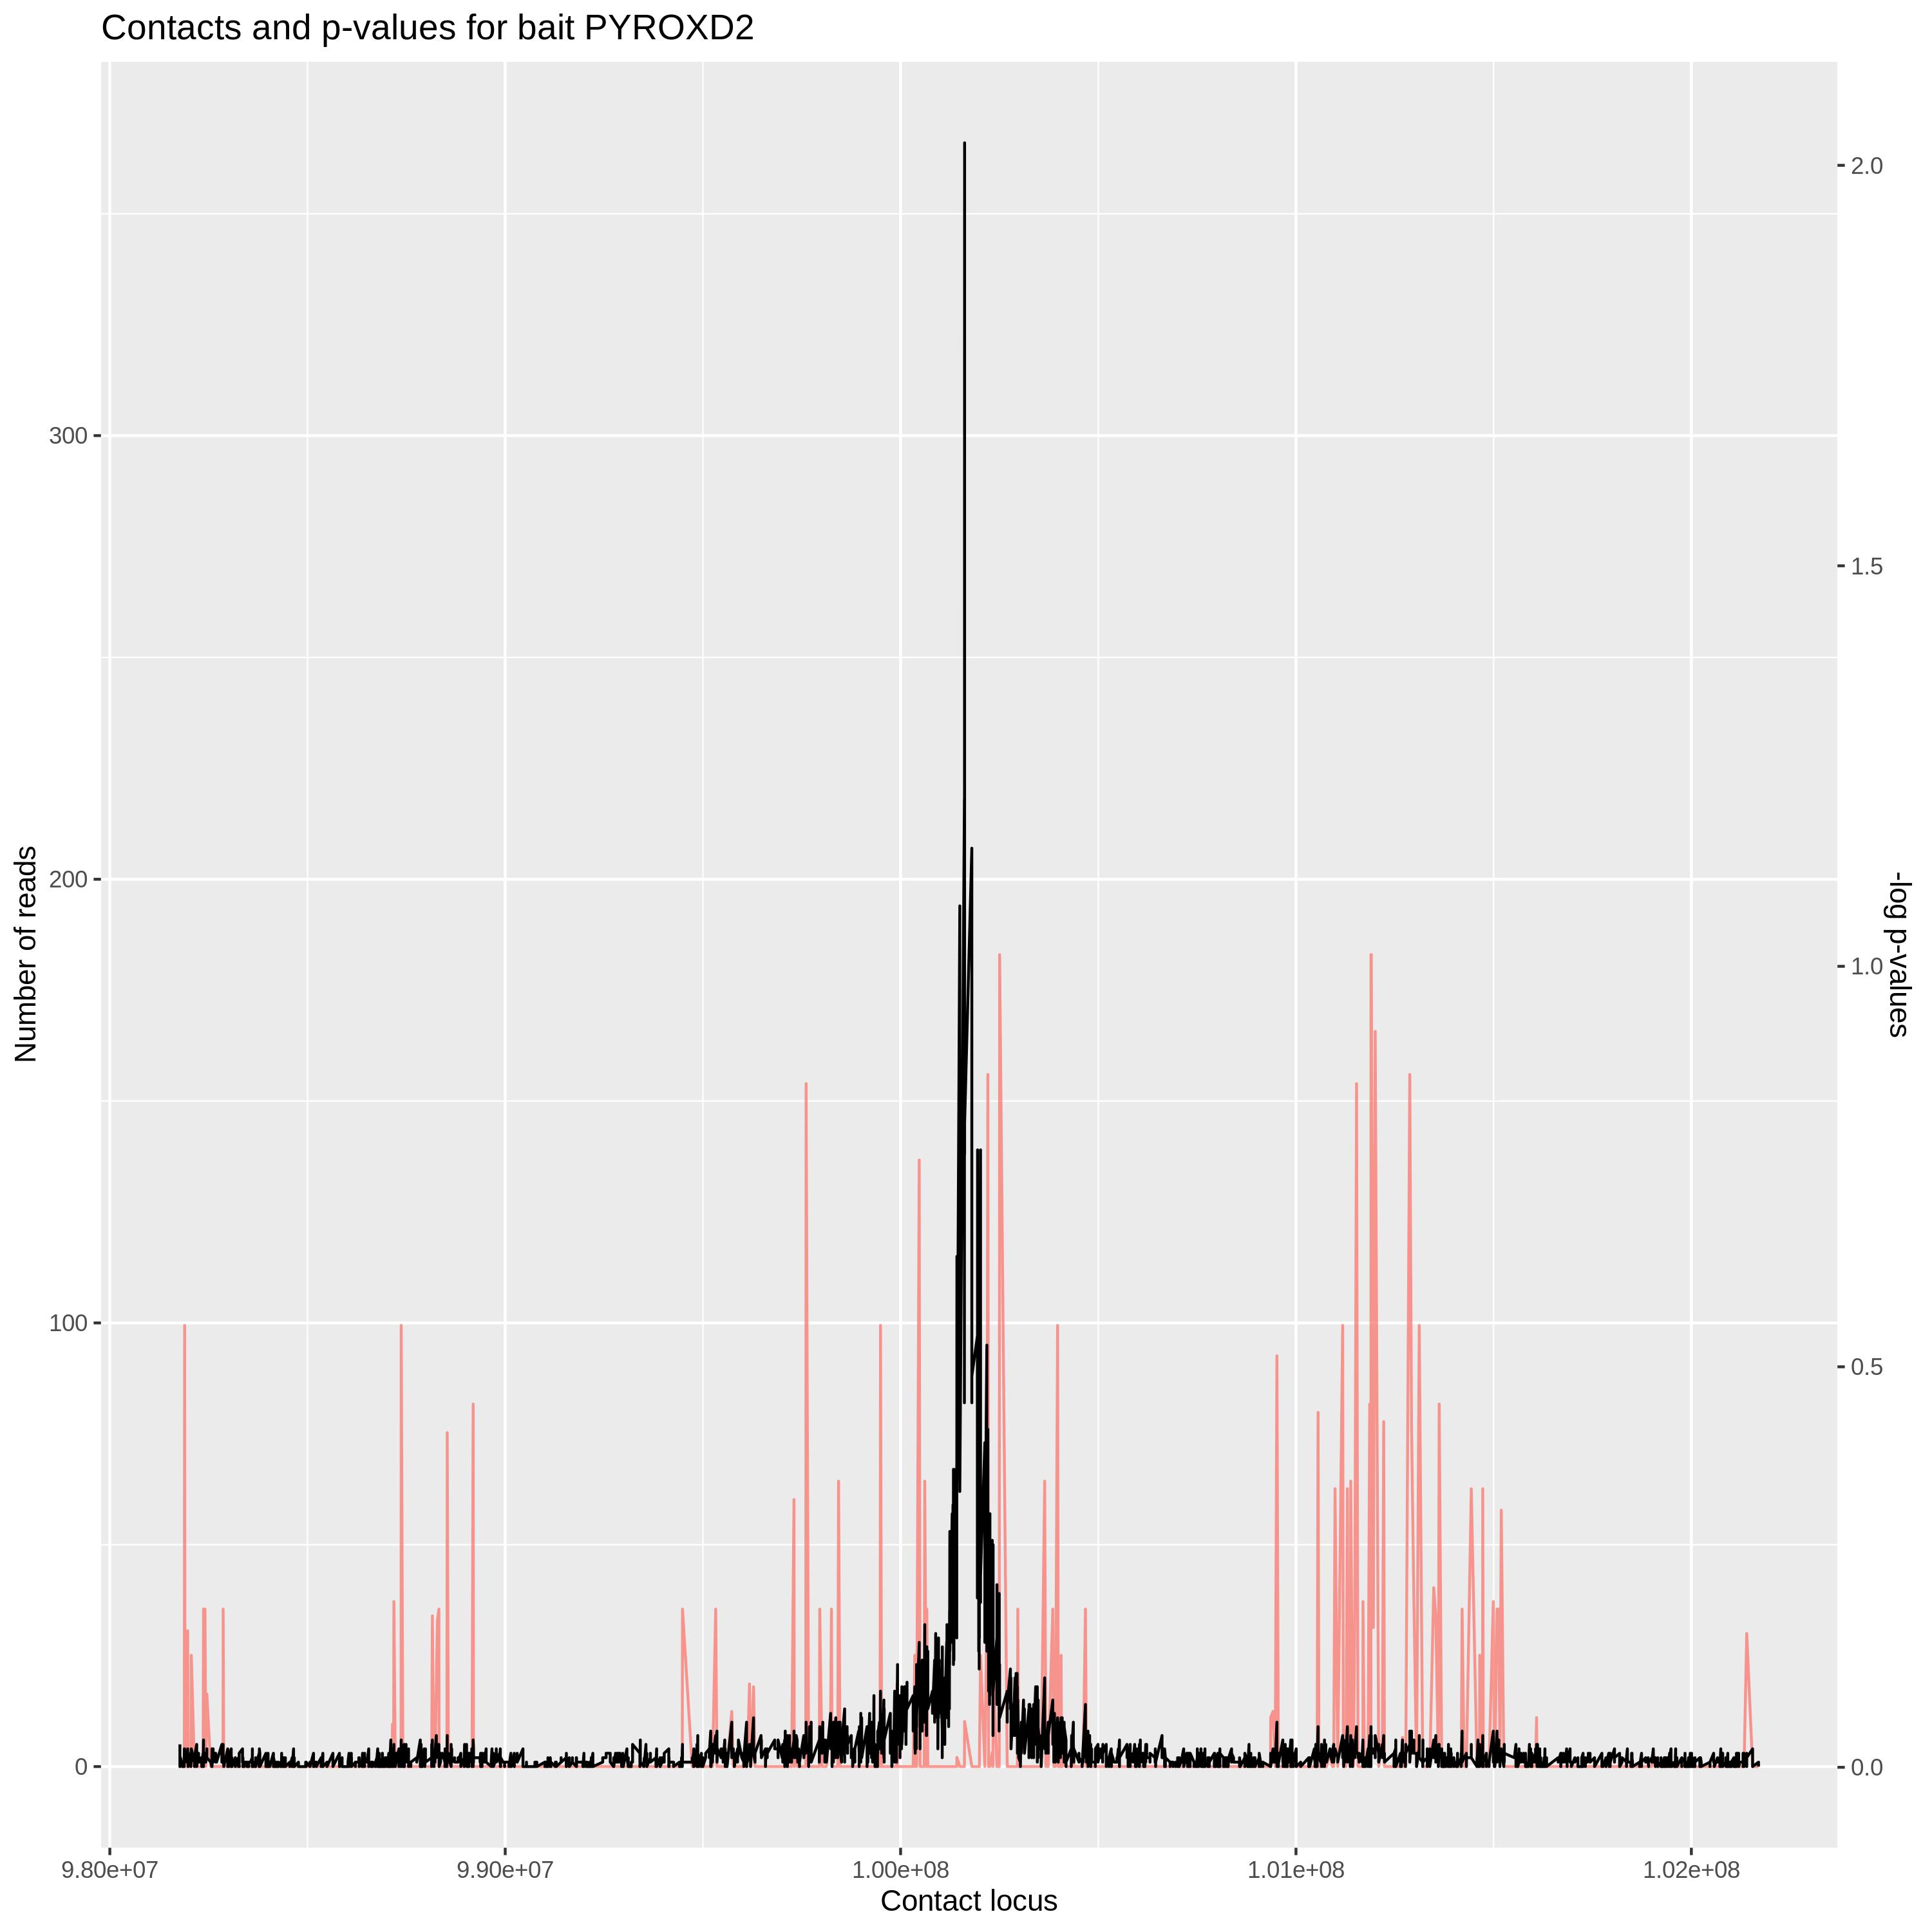 Contacts and p-values for bait PYROXD2
Number of reads
300
200
100
0
2.0
1.5
1.0
0.5
0.0
-log p-values
9.80e+07 9.90e+07 1.00e+08 1.01e+08 1.02e+08
Contact locus